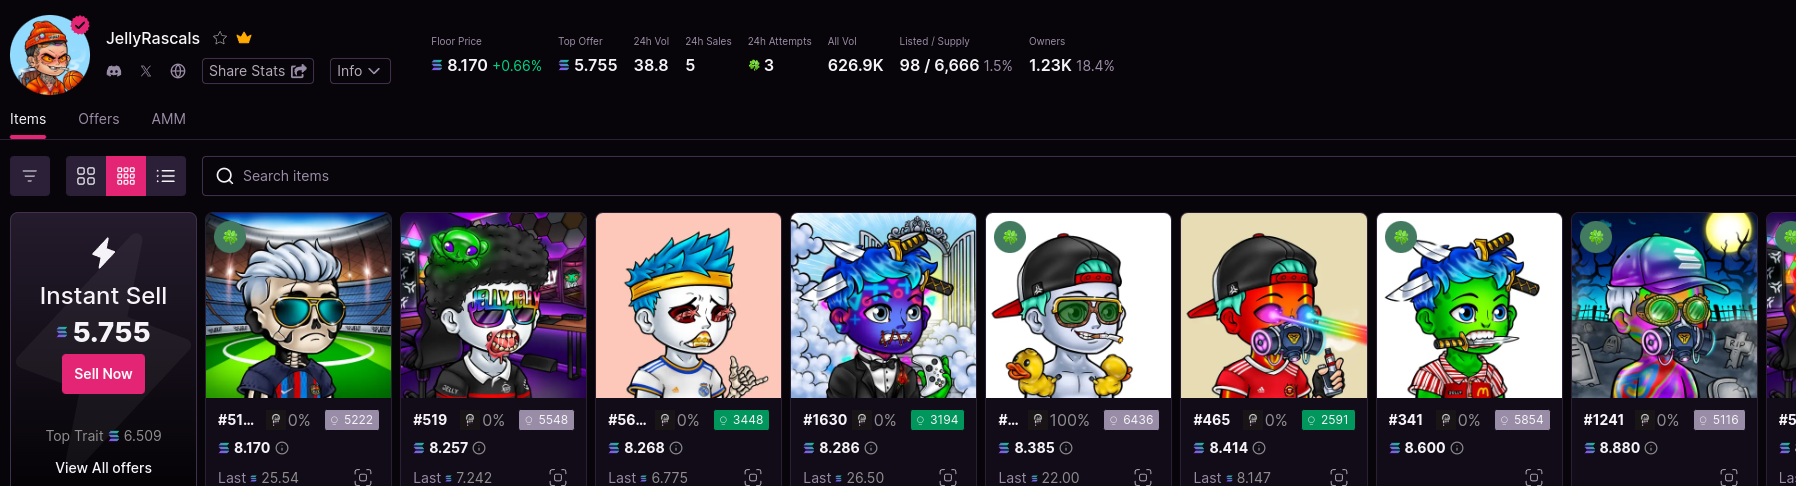 JellyRascals
Share Stats
Info
Floor Price
8.170 +0.66%
Top Offer
5.755
24h Vol
38.8
24h Sales
5
24h Attempts
3
All Vol
626.9K
Listed / Supply
98 / 6,666 1.5%
Owners
1.23K 18.4%
Items
Offers
AMM
Search items
Instant Sell
5.755
Sell Now
Top Trait 6.509
View All offers
#51... 0% 5222
8.170
Last 25.54
JELLY JELLY
JELLY
#519 0% 5548
8.257
Last 7.242
#56... 0% 3448
8.268
Last 6.775
#1630 0% 3194
8.286
Last 26.50
#... 100% 6436
8.385
Last 22.00
#465 0% 2591
8.414
Last 8.147
#341 0% 5854
8.600
RIP
#1241 0% 5116
8.880
#5
8